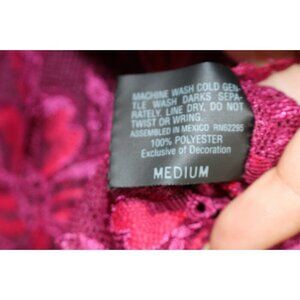 MACHINE WASH COLD GEN-
TLE WASH DARKS SEPA-
RATELY. LINE DRY, DO NOT
TWIST OR WRING.
ASSEMBLED IN MEXICO RN62295
100% POLYESTER
Exclusive of Decoration
MEDIUM